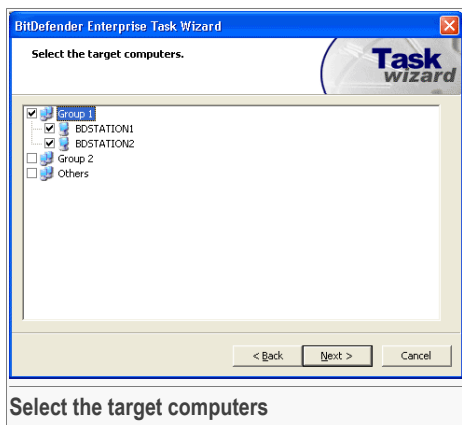 BitDefender Enterprise Task Wizard
Select the target computers.
Task
wizard
Group 1
BDSTATION1
BDSTATION2
Group 2
Others
< Back
Next >
Cancel
Select the target computers